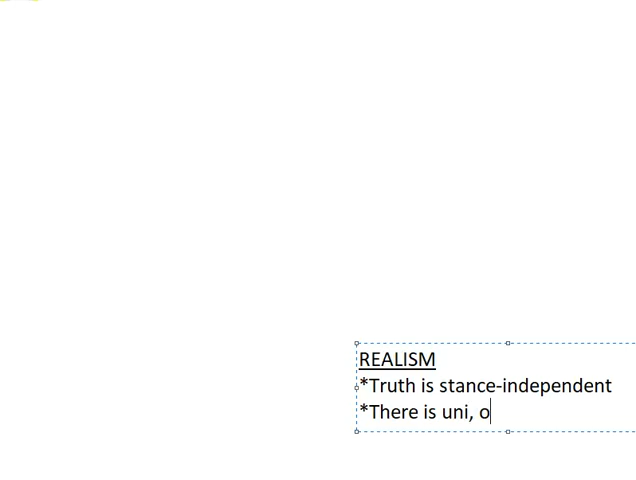 REALISM
*Truth is stance-independent
*There is uni, o